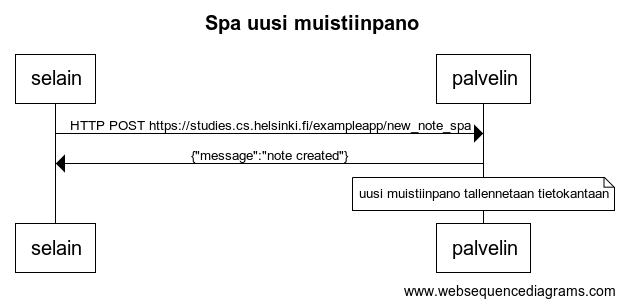 Spa uusi muistiinpano
selain palvelin
HTTP POST https://studies.cs.helsinki.fi/exampleapp/new_note_spa
{"message":"note created"}
uusi muistiinpano tallennetaan tietokantaan
selain palvelin
www.websequencediagrams.com